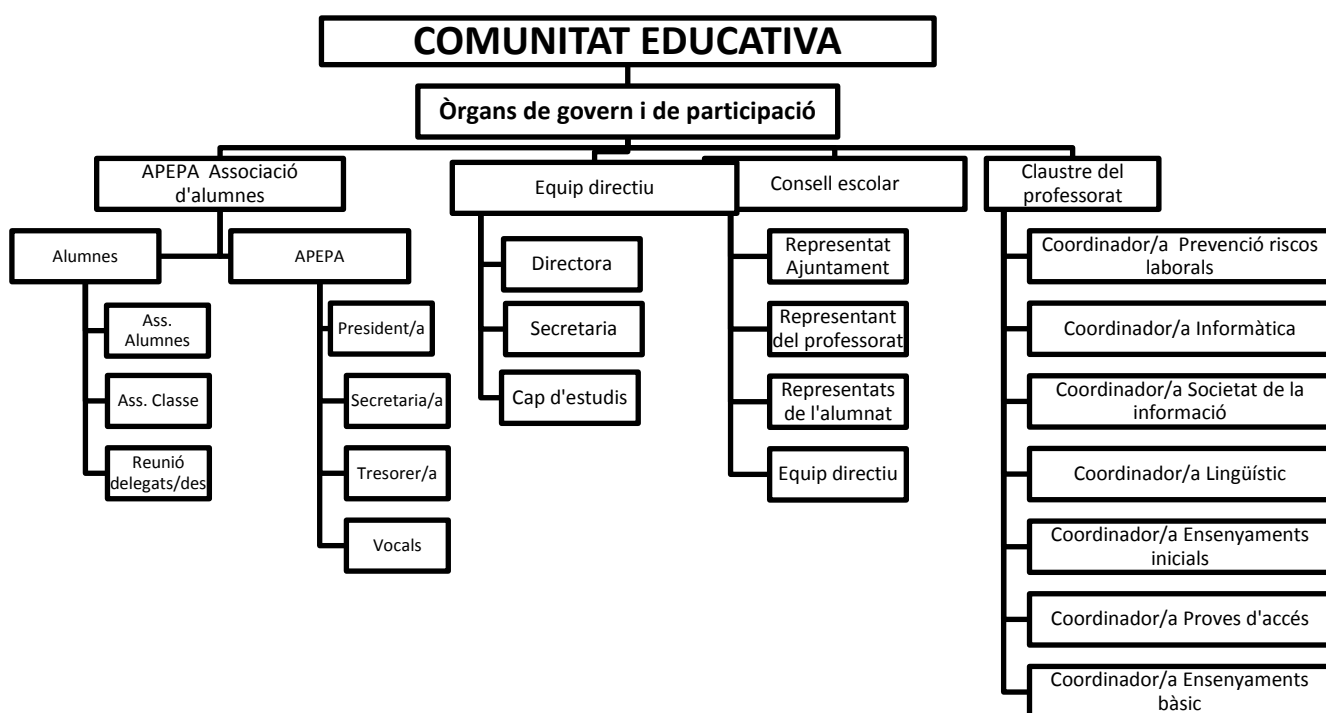 COMUNITAT EDUCATIVA
Òrgans de govern i de participació
APEPA Associació
d'alumnes
Equip directiu
Consell escolar
Claustre del
professorat
Alumnes
APEPA
Ass.
Alumnes
Ass. Classe
Reunió
delegats/des
President/a
Secretaria/a
Tresorer/a
Vocals
Directora
Secretaria
Cap d'estudis
Representat
Ajuntament
Representant
del professorat
Representats
de l'alumnat
Equip directiu
Coordinador/a Prevenció riscos
laborals
Coordinador/a Informàtica
Coordinador/a Societat de la
informació
Coordinador/a Lingüístic
Coordinador/a Ensenyaments
inicials
Coordinador/a Proves d'accés
Coordinador/a Ensenyaments
bàsic